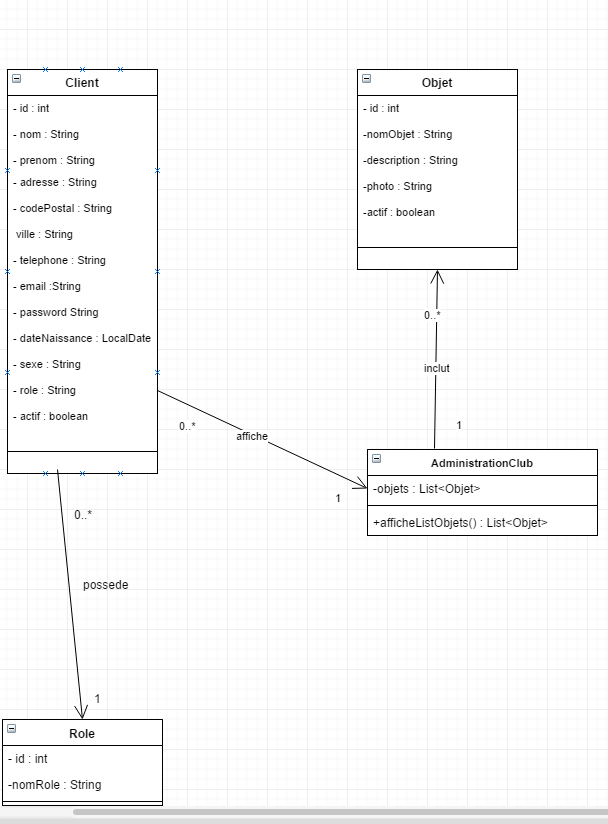 Client
- id : int
- nom : String
- prenom : String
- adresse : String
- codePostal : String
ville : String
- telephone : String
- email :String
- password String
- dateNaissance : LocalDate
- sexe : String
- role : String
- actif : boolean
Objet
- id : int
-nomObjet : String
-description : String
-photo : String
-actif : boolean
0..*
inclut
1
0..*
affiche
1
AdministrationClub
-objets : List<Objet>
+afficheListObjets() : List<Objet>
0..*
possede
1
Role
- id : int
-nomRole : String